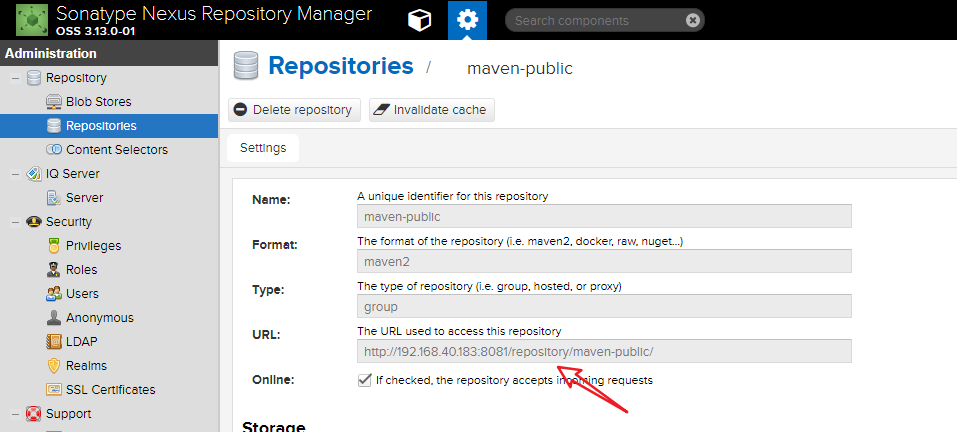 Sonatype Nexus Repository Manager
OSS 3.13.0-01
Search components
Administration
Repository
Blob Stores
Repositories
Content Selectors
IQ Server
Server
Security
Privileges
Roles
Users
Anonymous
LDAP
Realms
SSL Certificates
Support
Repositories / maven-public
Delete repository
Invalidate cache
Settings
Name:
A unique identifier for this repository
maven-public
Format:
The format of the repository (i.e. maven2, docker, raw, nuget...)
maven2
Type:
The type of repository (i.e. group, hosted, or proxy)
group
URL:
The URL used to access this repository
http://192.168.40.183:8081/repository/maven-public/
Online:
If checked, the repository accepts incoming requests
Storage